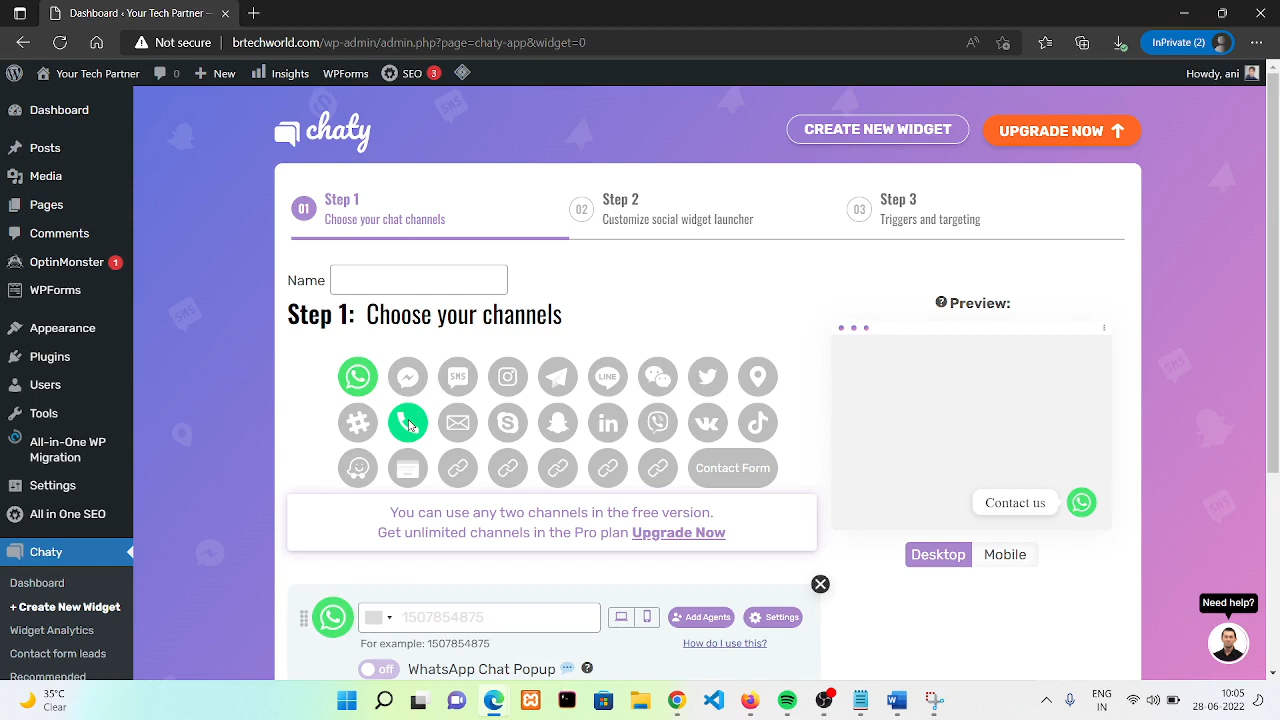 Dashboard ‹ Your Tech Partner
Not secure
brtechworld.com/wp-admin/admin.php?page=chaty-app&widget=0
InPrivate (2)
Your Tech Partner
0
New
Insights
WPForms
SEO
3
Howdy, ani
Dashboard
Posts
Media
Pages
Comments
OptinMonster 1
WPForms
Appearance
Plugins
Users
Tools
All-in-One WP
Migration
Settings
All in One SEO
Chaty
Dashboard
+ Create New Widget
Widget Analytics
Contact form leads
Recommended
chaty
CREATE NEW WIDGET
UPGRADE NOW
01
Step 1
Choose your chat channels
02
Step 2
Customize social widget launcher
03
Step 3
Triggers and targeting
Name
Step 1: Choose your channels
SMS
LINE
Contact Form
You can use any two channels in the free version.
Get unlimited channels in the Pro plan Upgrade Now
Preview:
Contact us
Desktop
Mobile
1507854875
Add Agents
Settings
For example: 1507854875
How do I use this?
off
WhatsApp Chat Popup
Need help?
35°C
Clear
ENG
IN
10:05
28-06-2022